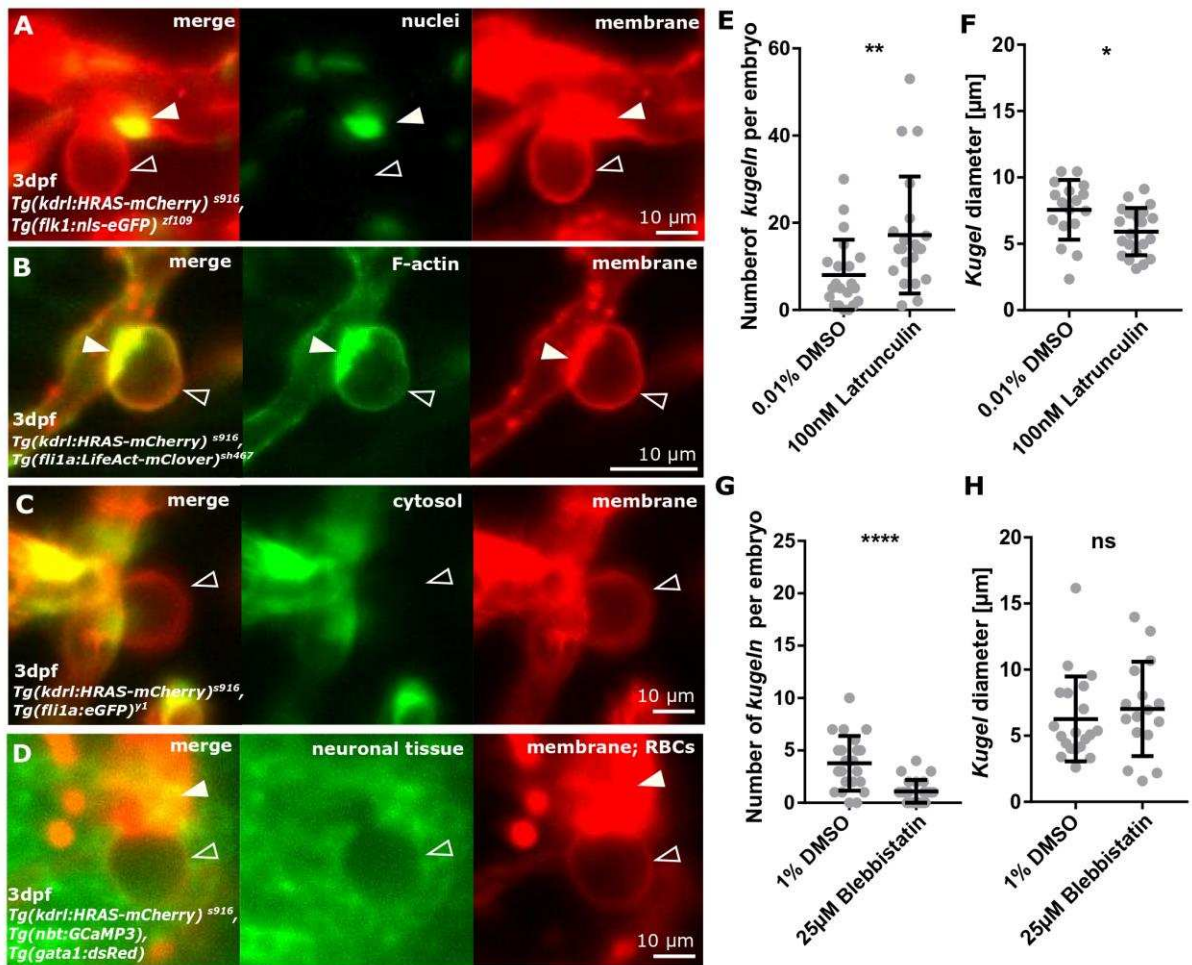 A
merge
nuclei
membrane
3dpf
Tg(kdrl:HRAS-mCherry) s916,
Tg(flk1:nls-eGFP) zf109
10 µm
B
merge
F-actin
membrane
3dpf
Tg(kdrl:HRAS-mCherry) s916,
Tg(fli1a:LifeAct-mClover)sh467
10 µm
C
merge
cytosol
membrane
3dpf
Tg(kdrl:HRAS-mCherry)s916,
Tg(fli1a:eGFP)y1
10 µm
D
merge
neuronal tissue
membrane; RBCs
3dpf
Tg(kdrl:HRAS-mCherry) s916,
Tg(nbt:GCaMP3),
Tg(gata1:dsRed)
10 µm
E
Numberof kugeln per embryo
60
40
20
0
**
0.01% DMSO
100nM Latrunculin
F
Kugel diameter [µm]
20
15
10
5
0
*
0.01% DMSO
100nM Latrunculin
G
Number of kugeln per embryo
25
20
15
10
5
0
****
1% DMSO
25µM Blebbistatin
H
Kugel diameter [µm]
20
15
10
5
0
ns
1% DMSO
25µM Blebbistatin